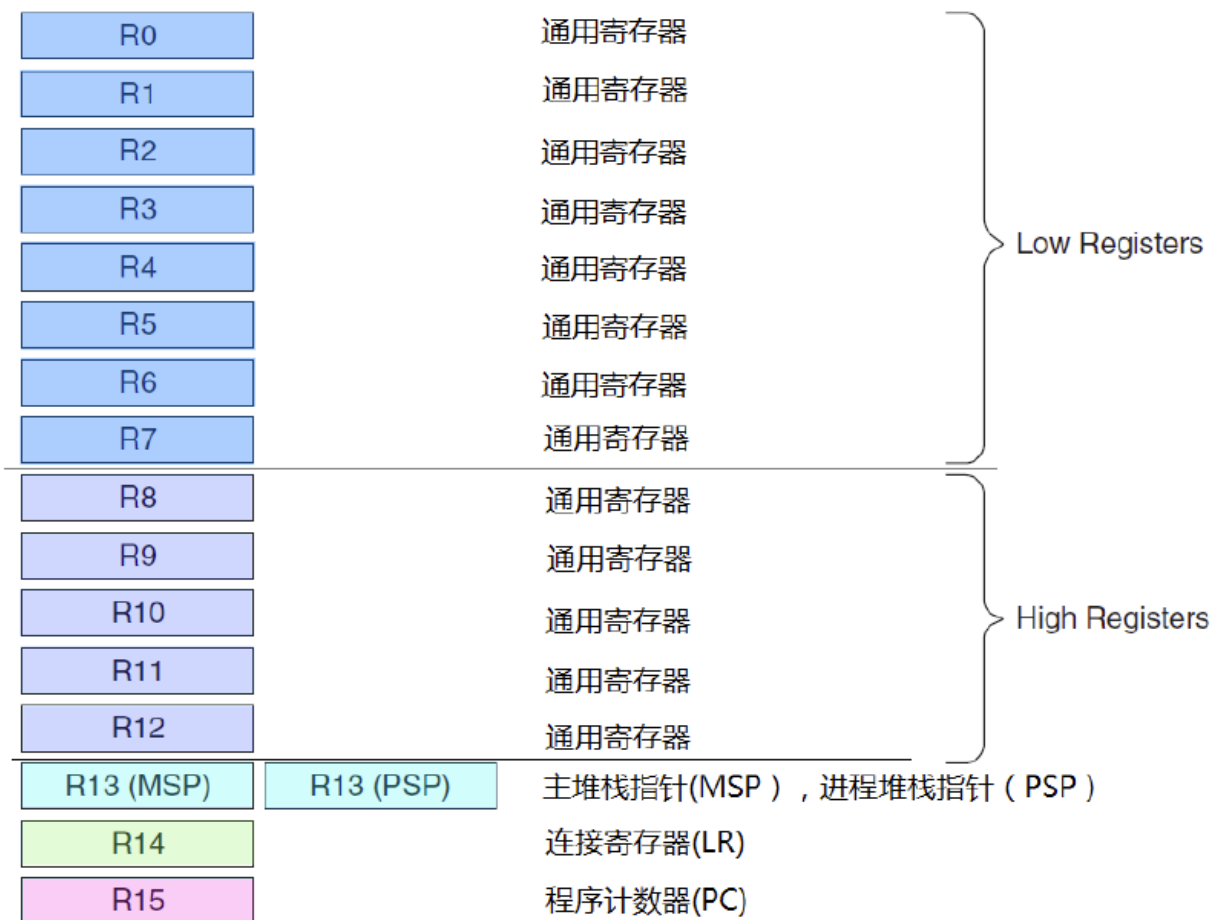 R0 通用寄存器
R1 通用寄存器
R2 通用寄存器
R3 通用寄存器
Low Registers
R4 通用寄存器
R5 通用寄存器
R6 通用寄存器
R7 通用寄存器
R8 通用寄存器
R9 通用寄存器
R10 通用寄存器
High Registers
R11 通用寄存器
R12 通用寄存器
R13 (MSP) R13 (PSP) 主堆栈指针(MSP），进程堆栈指针（PSP）
R14 连接寄存器(LR)
R15 程序计数器(PC)